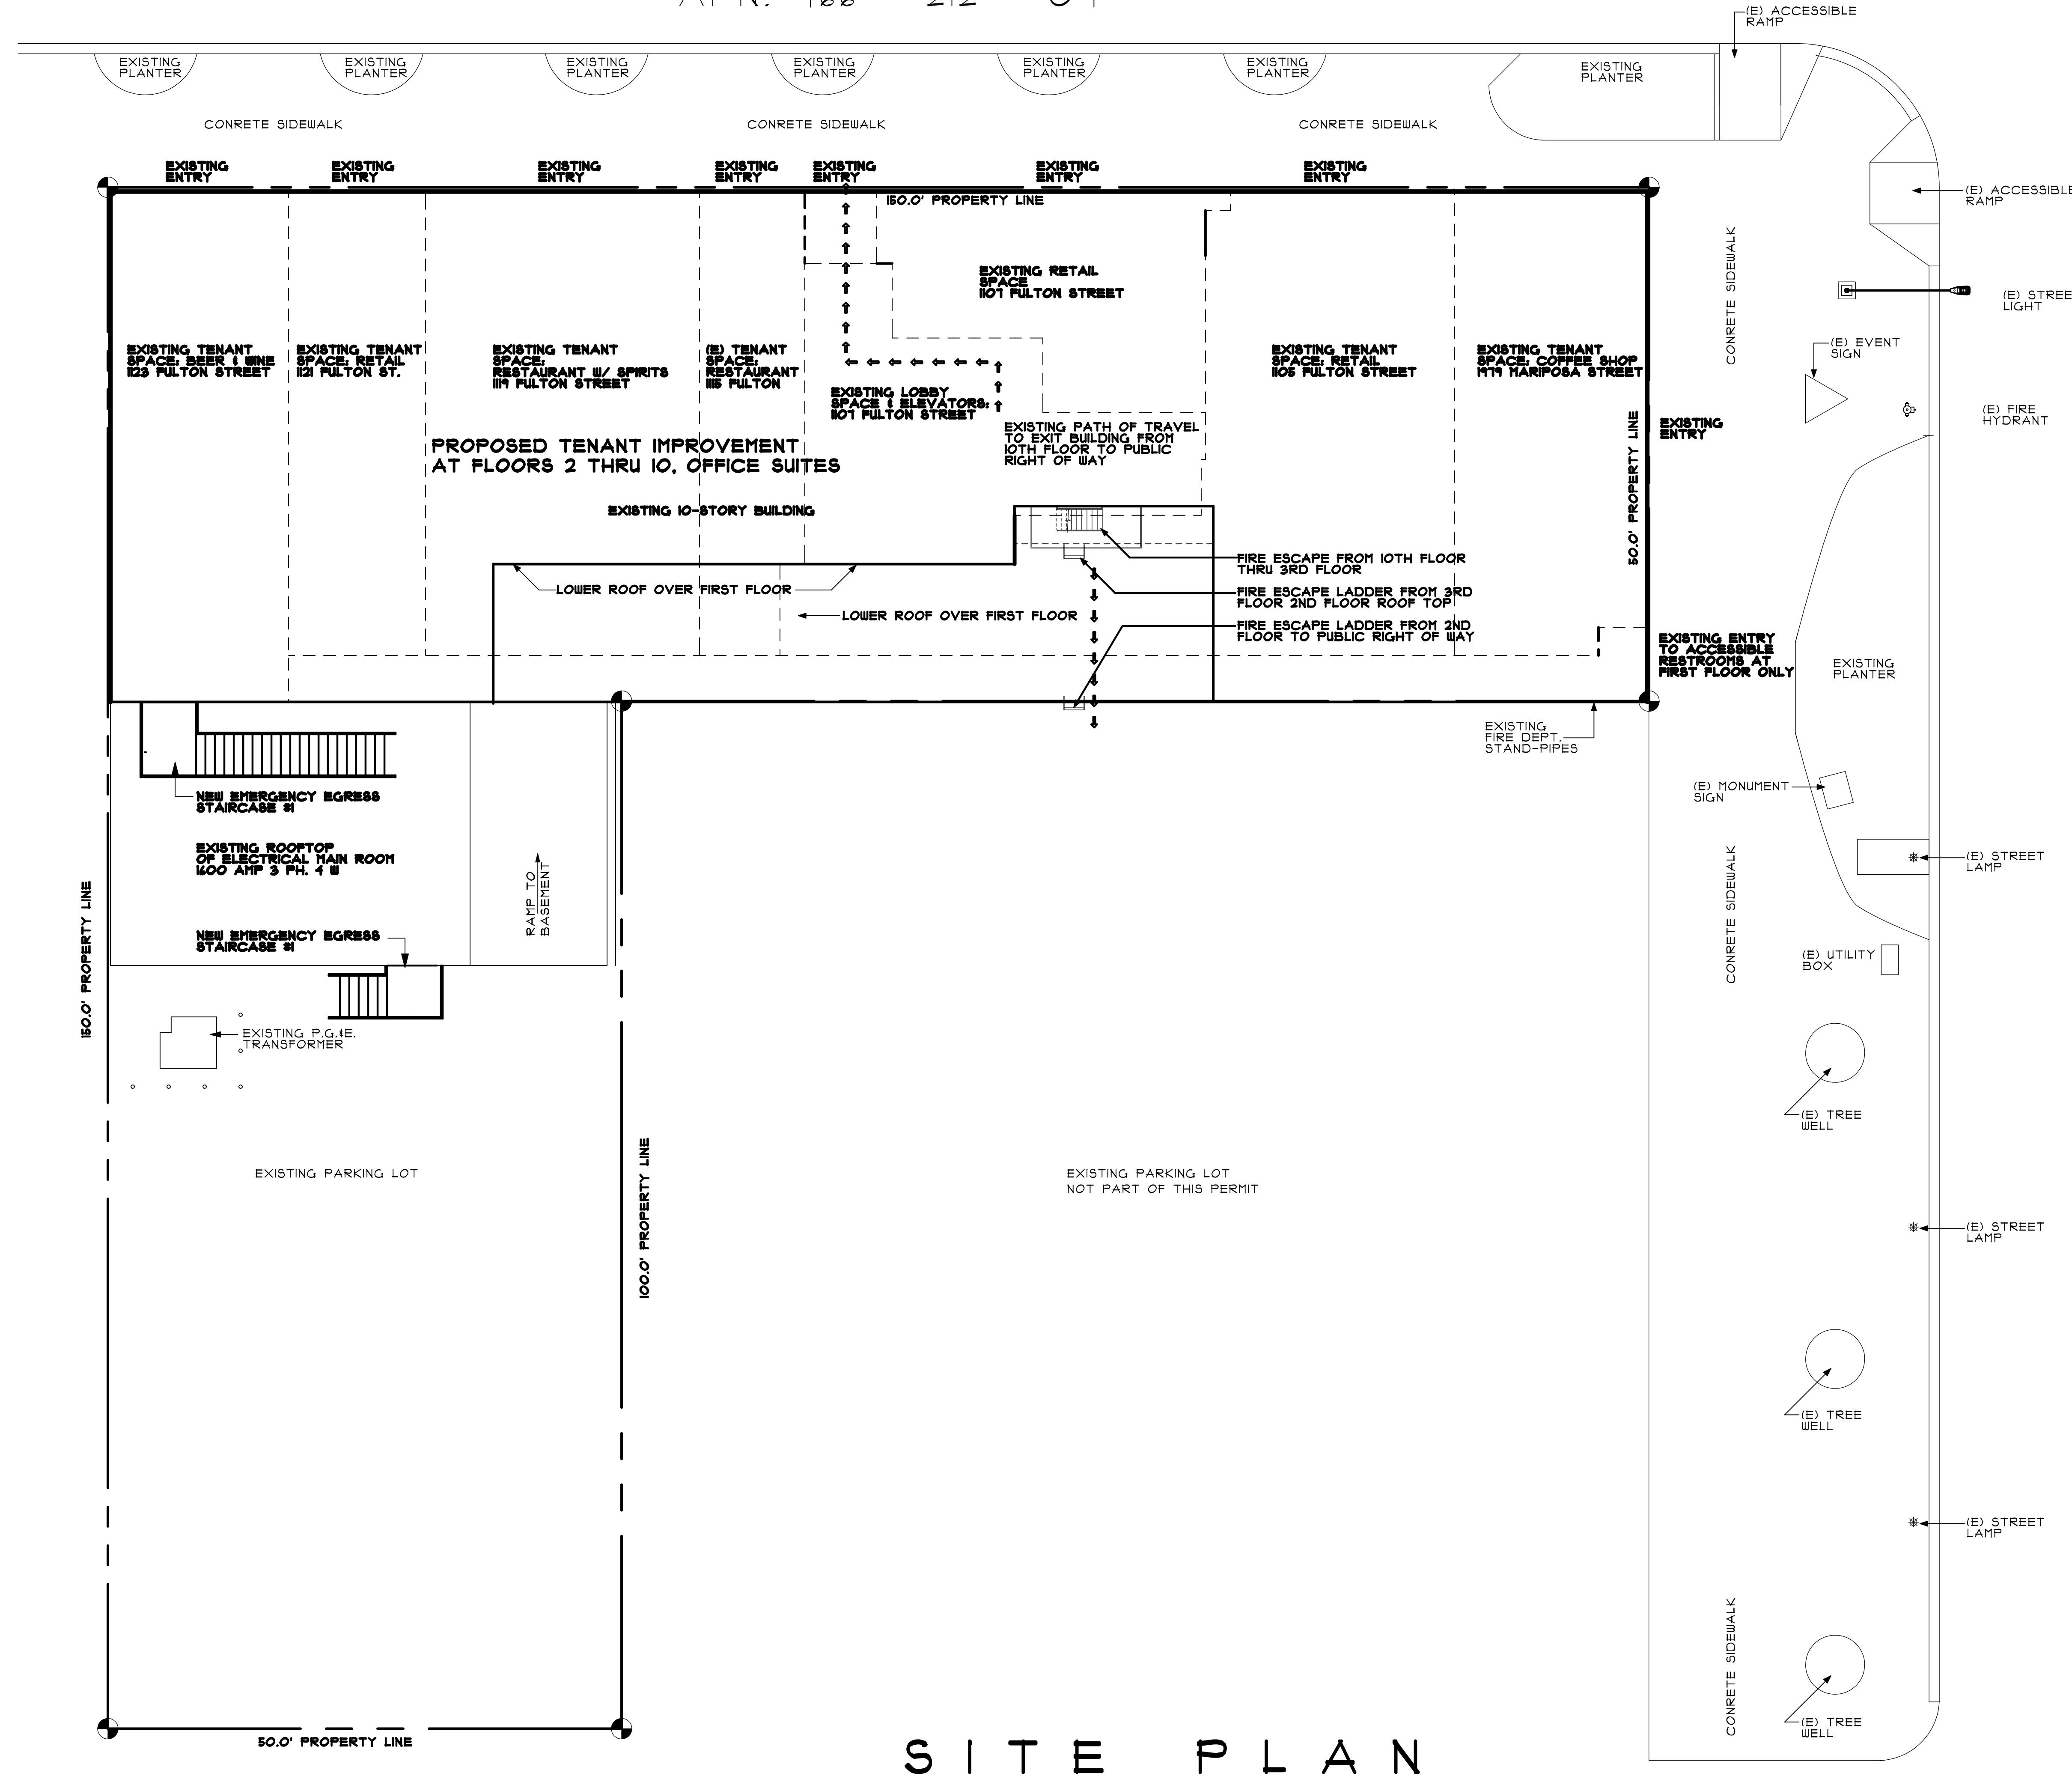 (E) ACCESSIBLE
RAMP
EXISTING
PLANTER
EXISTING
PLANTER
EXISTING
PLANTER
EXISTING
PLANTER
EXISTING
PLANTER
EXISTING
PLANTER
EXISTING
PLANTER
CONRETE SIDEWALK
CONRETE SIDEWALK
CONRETE SIDEWALK
EXISTING
ENTRY
EXISTING
ENTRY
EXISTING
ENTRY
EXISTING
ENTRY
EXISTING
ENTRY
EXISTING
ENTRY
EXISTING
ENTRY
150.0' PROPERTY LINE
(E) ACCESSIBLE
RAMP
CONRETE SIDEWALK
EXISTING RETAIL
SPACE
1107 FULTON STREET
(E) STREE
LIGHT
EXISTING TENANT
SPACE: BEER & WINE
1123 FULTON STREET
EXISTING TENANT
SPACE: RETAIL
1121 FULTON ST.
EXISTING TENANT
SPACE:
RESTAURANT W/ SPIRITS
1119 FULTON STREET
(E) TENANT
SPACE:
RESTAURANT
1115 FULTON
EXISTING LOBBY
SPACE & ELEVATORS:
1107 FULTON STREET
EXISTING TENANT
SPACE: RETAIL
1105 FULTON STREET
EXISTING TENANT
SPACE: COFFEE SHOP
1979 MARIPOSA STREET
(E) EVENT
SIGN
(E) FIRE
HYDRANT
EXISTING PATH OF TRAVEL
TO EXIT BUILDING FROM
10TH FLOOR TO PUBLIC
RIGHT OF WAY
EXISTING
ENTRY
50.0' PROPERTY LINE
PROPOSED TENANT IMPROVEMENT
AT FLOORS 2 THRU 10, OFFICE SUITES
EXISTING 10-STORY BUILDING
LOWER ROOF OVER FIRST FLOOR
LOWER ROOF OVER FIRST FLOOR
FIRE ESCAPE FROM 10TH FLOOR
THRU 3RD FLOOR
FIRE ESCAPE LADDER FROM 3RD
FLOOR 2ND FLOOR ROOF TOP
FIRE ESCAPE LADDER FROM 2ND
FLOOR TO PUBLIC RIGHT OF WAY
EXISTING ENTRY
TO ACCESSIBLE
RESTROOMS AT
FIRST FLOOR ONLY
EXISTING
PLANTER
EXISTING
FIRE DEPT.
STAND-PIPES
NEW EMERGENCY EGRESS
STAIRCASE #1
(E) MONUMENT
SIGN
EXISTING ROOFTOP
OF ELECTRICAL MAIN ROOM
1600 AMP 3 PH. 4 W
RAMP TO
BASEMENT
CONRETE SIDEWALK
(E) STREET
LAMP
150.0' PROPERTY LINE
NEW EMERGENCY EGRESS
STAIRCASE #1
(E) UTILITY
BOX
EXISTING P.G.&E.
TRANSFORMER
(E) TREE
WELL
EXISTING PARKING LOT
100.0' PROPERTY LINE
EXISTING PARKING LOT
NOT PART OF THIS PERMIT
(E) STREET
LAMP
(E) TREE
WELL
(E) STREET
LAMP
CONRETE SIDEWALK
(E) TREE
WELL
50.0' PROPERTY LINE
SITE PLAN